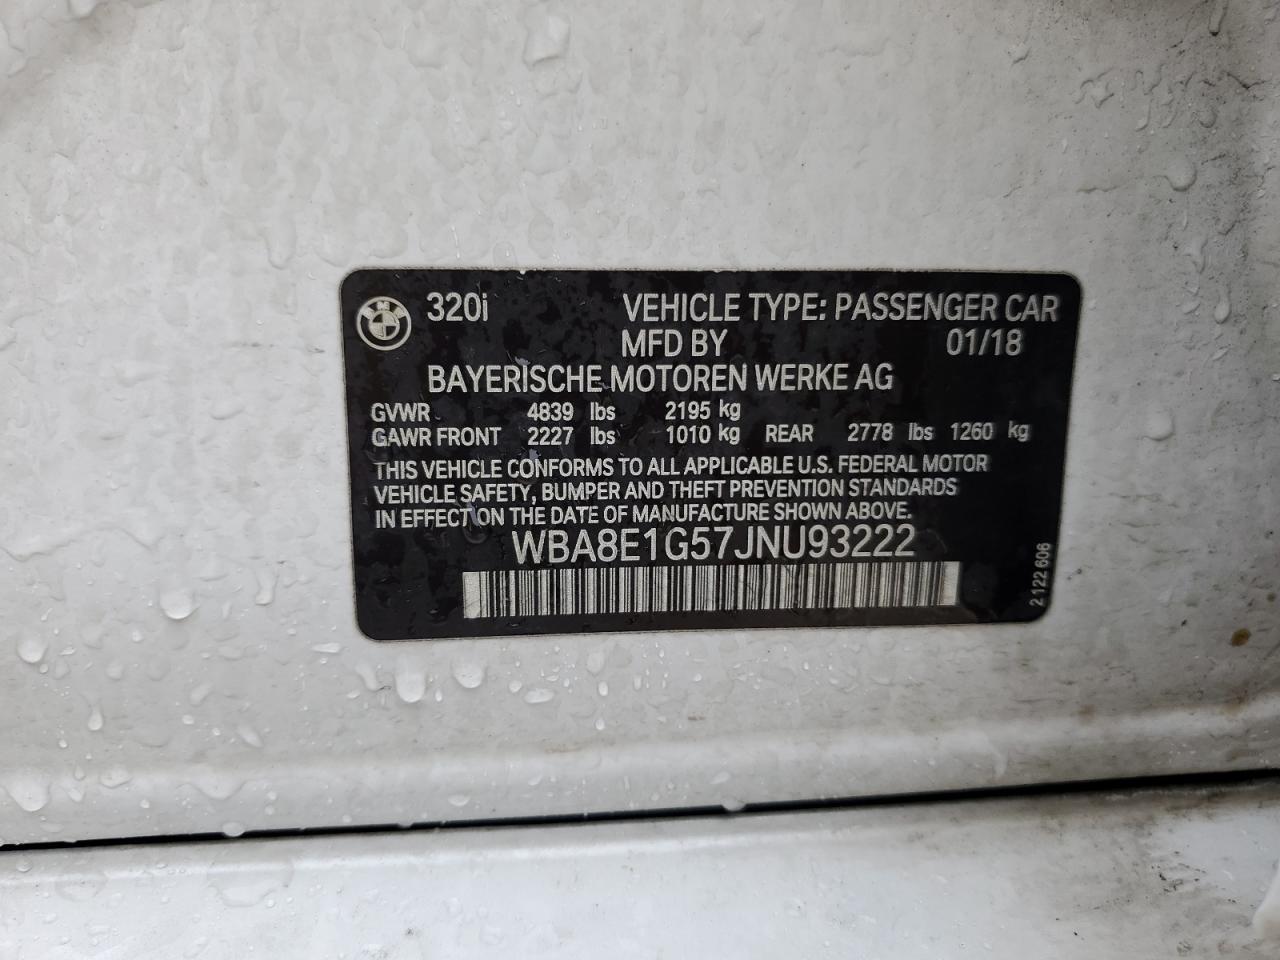 320i VEHICLE TYPE: PASSENGER CAR
MFD BY 01/18
BAYERISCHE MOTOREN WERKE AG
GVWR 4839 lbs 2195 kg
GAWR FRONT 2227 lbs 1010 kg REAR 2778 lbs 1260 kg
THIS VEHICLE CONFORMS TO ALL APPLICABLE U.S. FEDERAL MOTOR
VEHICLE SAFETY, BUMPER AND THEFT PREVENTION STANDARDS
IN EFFECT ON THE DATE OF MANUFACTURE SHOWN ABOVE.
WBA8E1G57JNU93222
2 122 606